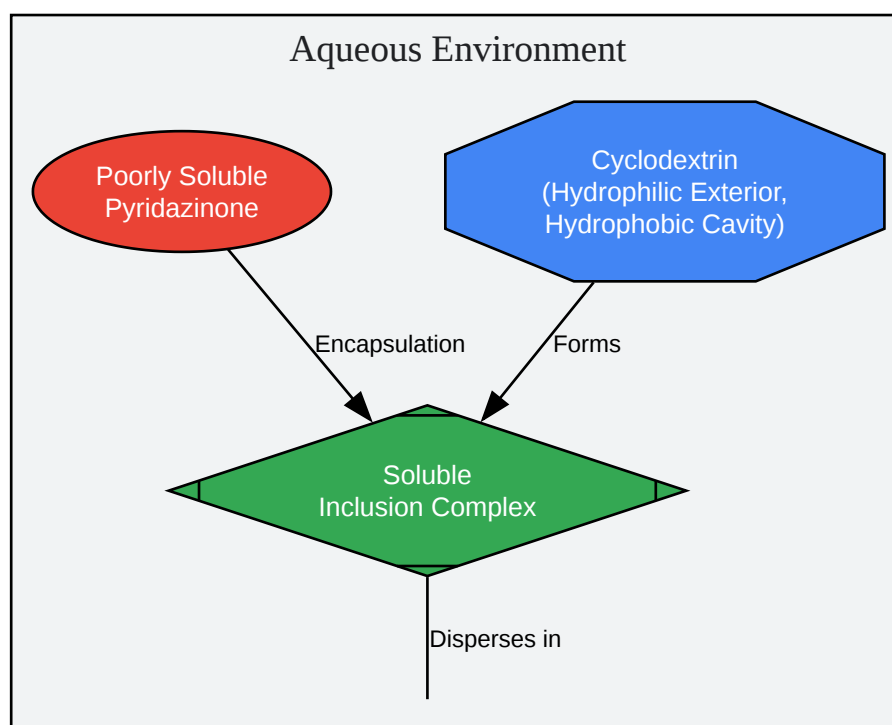 Aqueous Environment
Poorly Soluble
Pyridazinone
Cyclodextrin
(Hydrophilic Exterior,
Hydrophobic Cavity)
Encapsulation
Forms
Soluble
Inclusion Complex
Disperses in